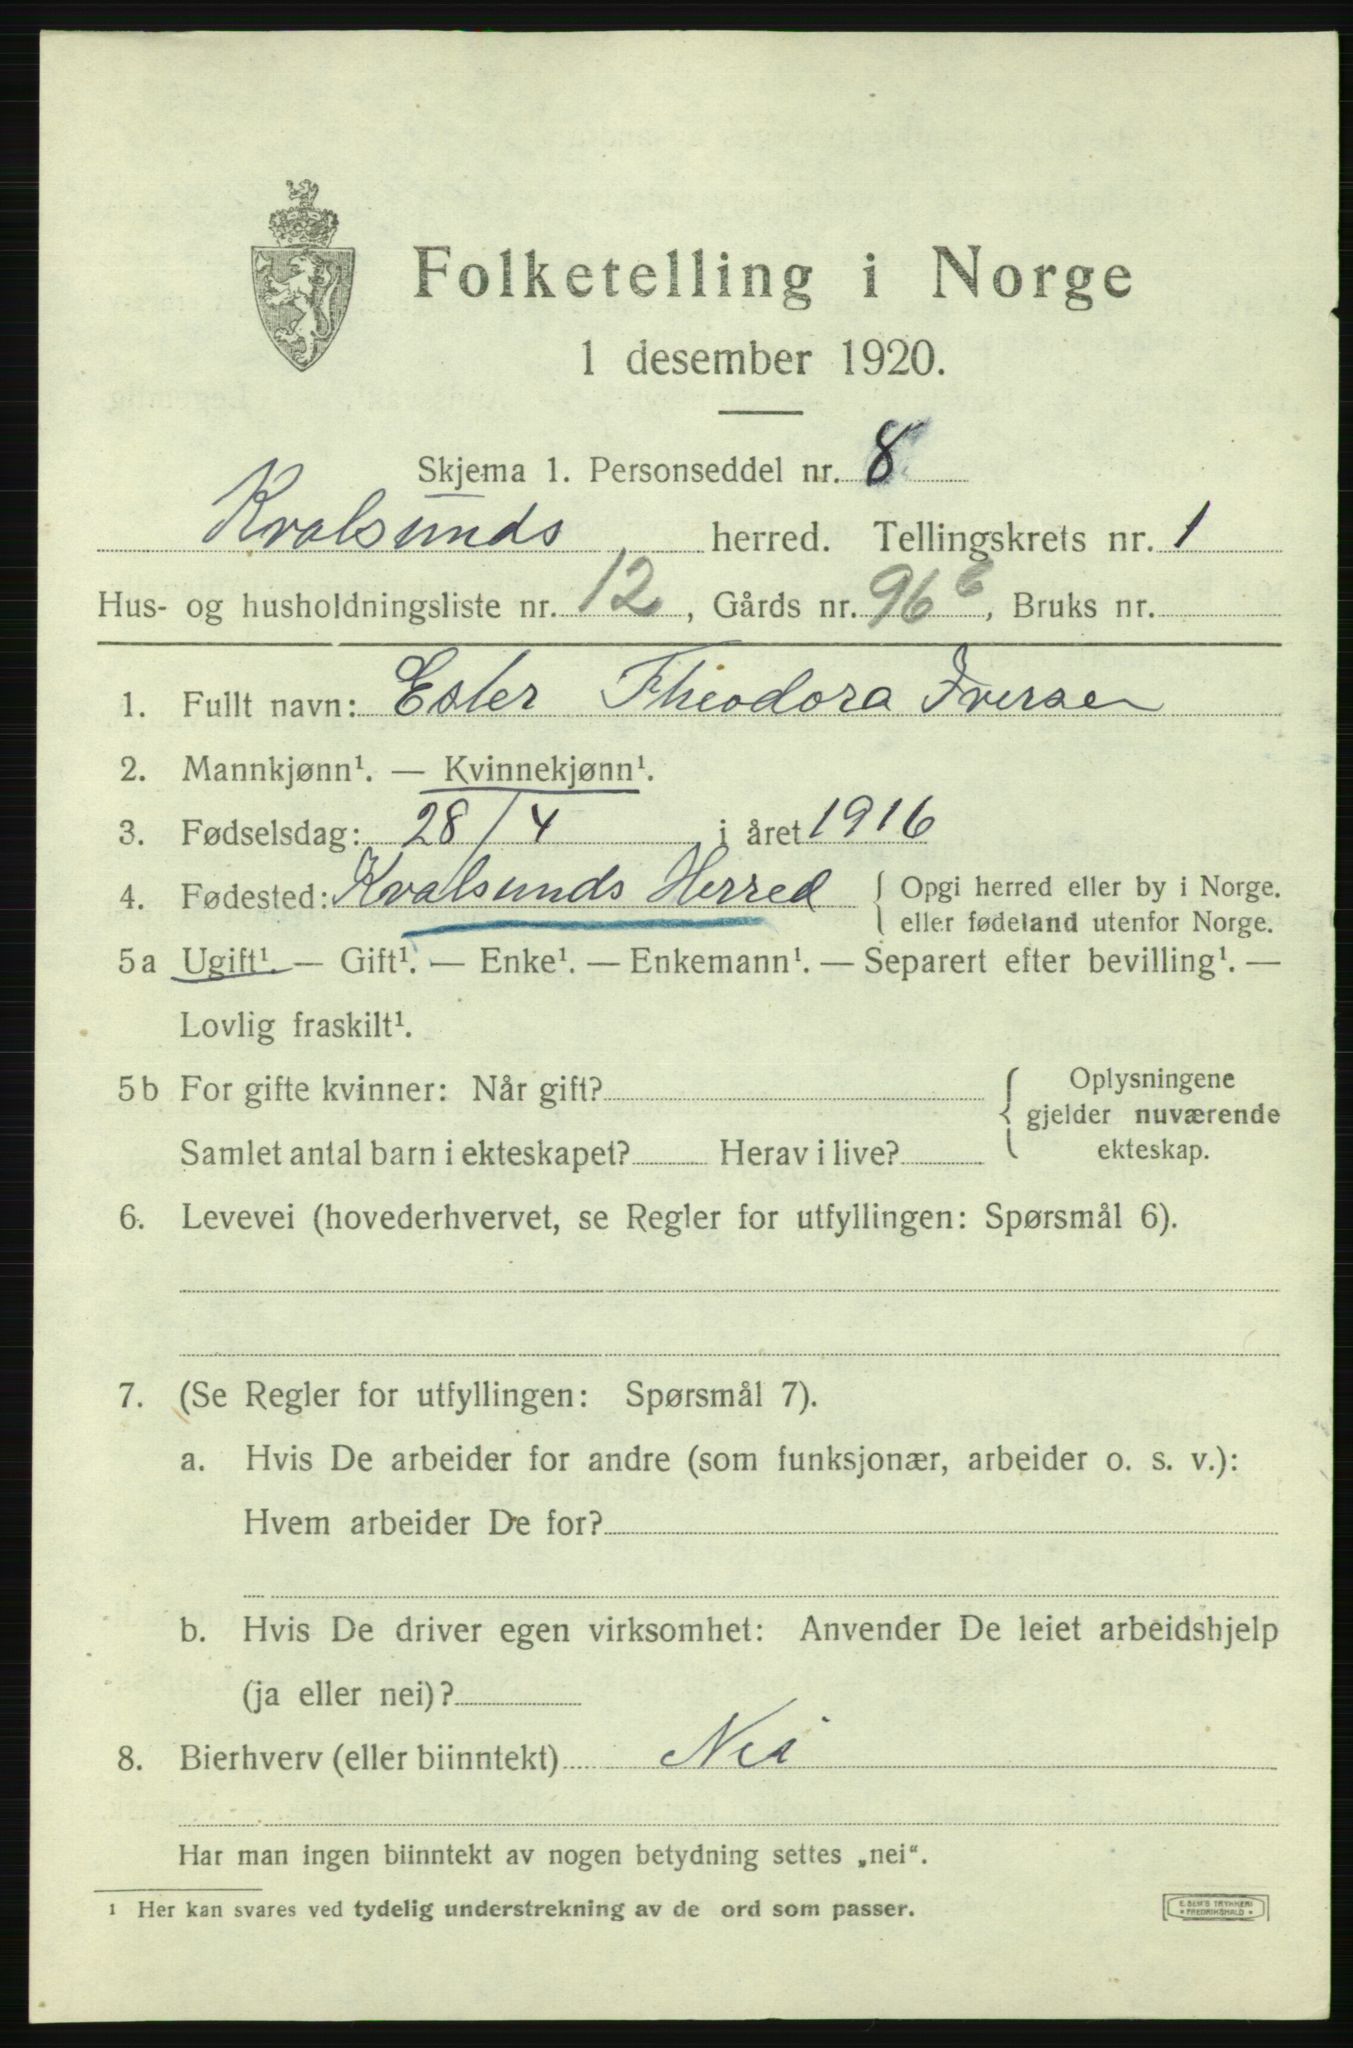 Folketelling i Norge
1 desember 1920.
Skjema 1. Personseddel nr. 8
Kvalsunds herred. Tellingskrets nr. 1
Hus- og husholdningsliste nr. 12, Gårds nr. 96 6, Bruks nr.
1. Fullt navn: Ester Theodora Iversen
2. Mannkjønn¹. — Kvinnekjønn¹.
3. Fødselsdag: 28/4 i året 1916
4. Fødested: Kvalsunds Herred { Opgi herred eller by i Norge.
eller fødeland utenfor Norge.
5a Ugift¹. — Gift¹. — Enke¹. — Enkemann¹. — Separert efter bevilling¹. —
Lovlig fraskilt¹.
5b For gifte kvinner: Når gift? { Oplysningene
gjelder nuværende
Samlet antal barn i ekteskapet? Herav i live? ekteskap.
6. Levevei (hovederhvervet, se Regler for utfyllingen: Spørsmål 6).
7. (Se Regler for utfyllingen: Spørsmål 7).
a. Hvis De arbeider for andre (som funksjonær, arbeider o. s. v.):
Hvem arbeider De for?
b. Hvis De driver egen virksomhet: Anvender De leiet arbeidshjelp
(ja eller nei)?
8. Bierhverv (eller biinntekt) Nei
Har man ingen biinntekt av nogen betydning settes „nei“.
¹ Her kan svares ved tydelig understrekning av de ord som passer.
E. SEM'S TRYKKERI
* FREDRIKSHALD *